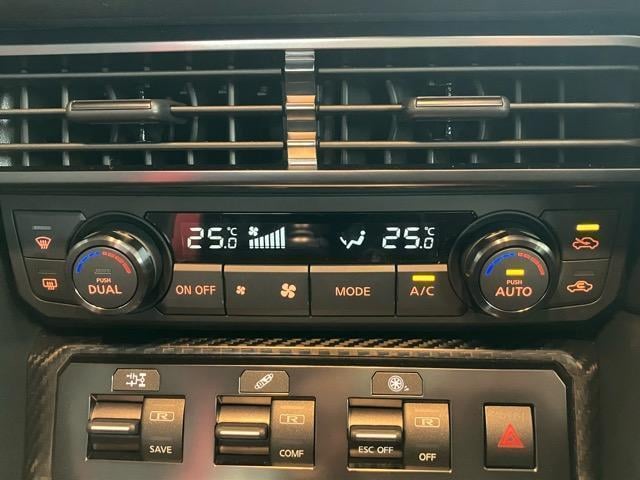 25.0 °C
25.0 °C
PUSH
DUAL
ON OFF
MODE
A/C
PUSH
AUTO
R
SAVE
R
COMF
ESC OFF
R
OFF